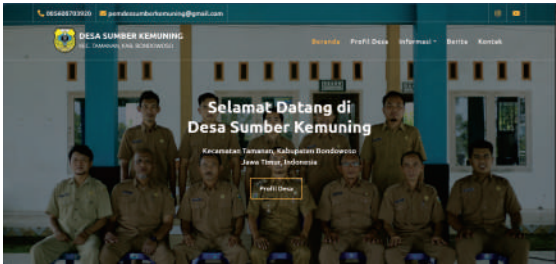 085608703920 pemdessumberkemuning@gmail.com
DESA SUMBER KEMUNING
KEC. TAMANAN, KAB. BONDOWOSO
Beranda Profil Desa Informasi Berita Kontak
Selamat Datang di
Desa Sumber Kemuning
Kecamatan Tamanan, Kabupaten Bondowoso
Jawa Timur, Indonesia
Profil Desa